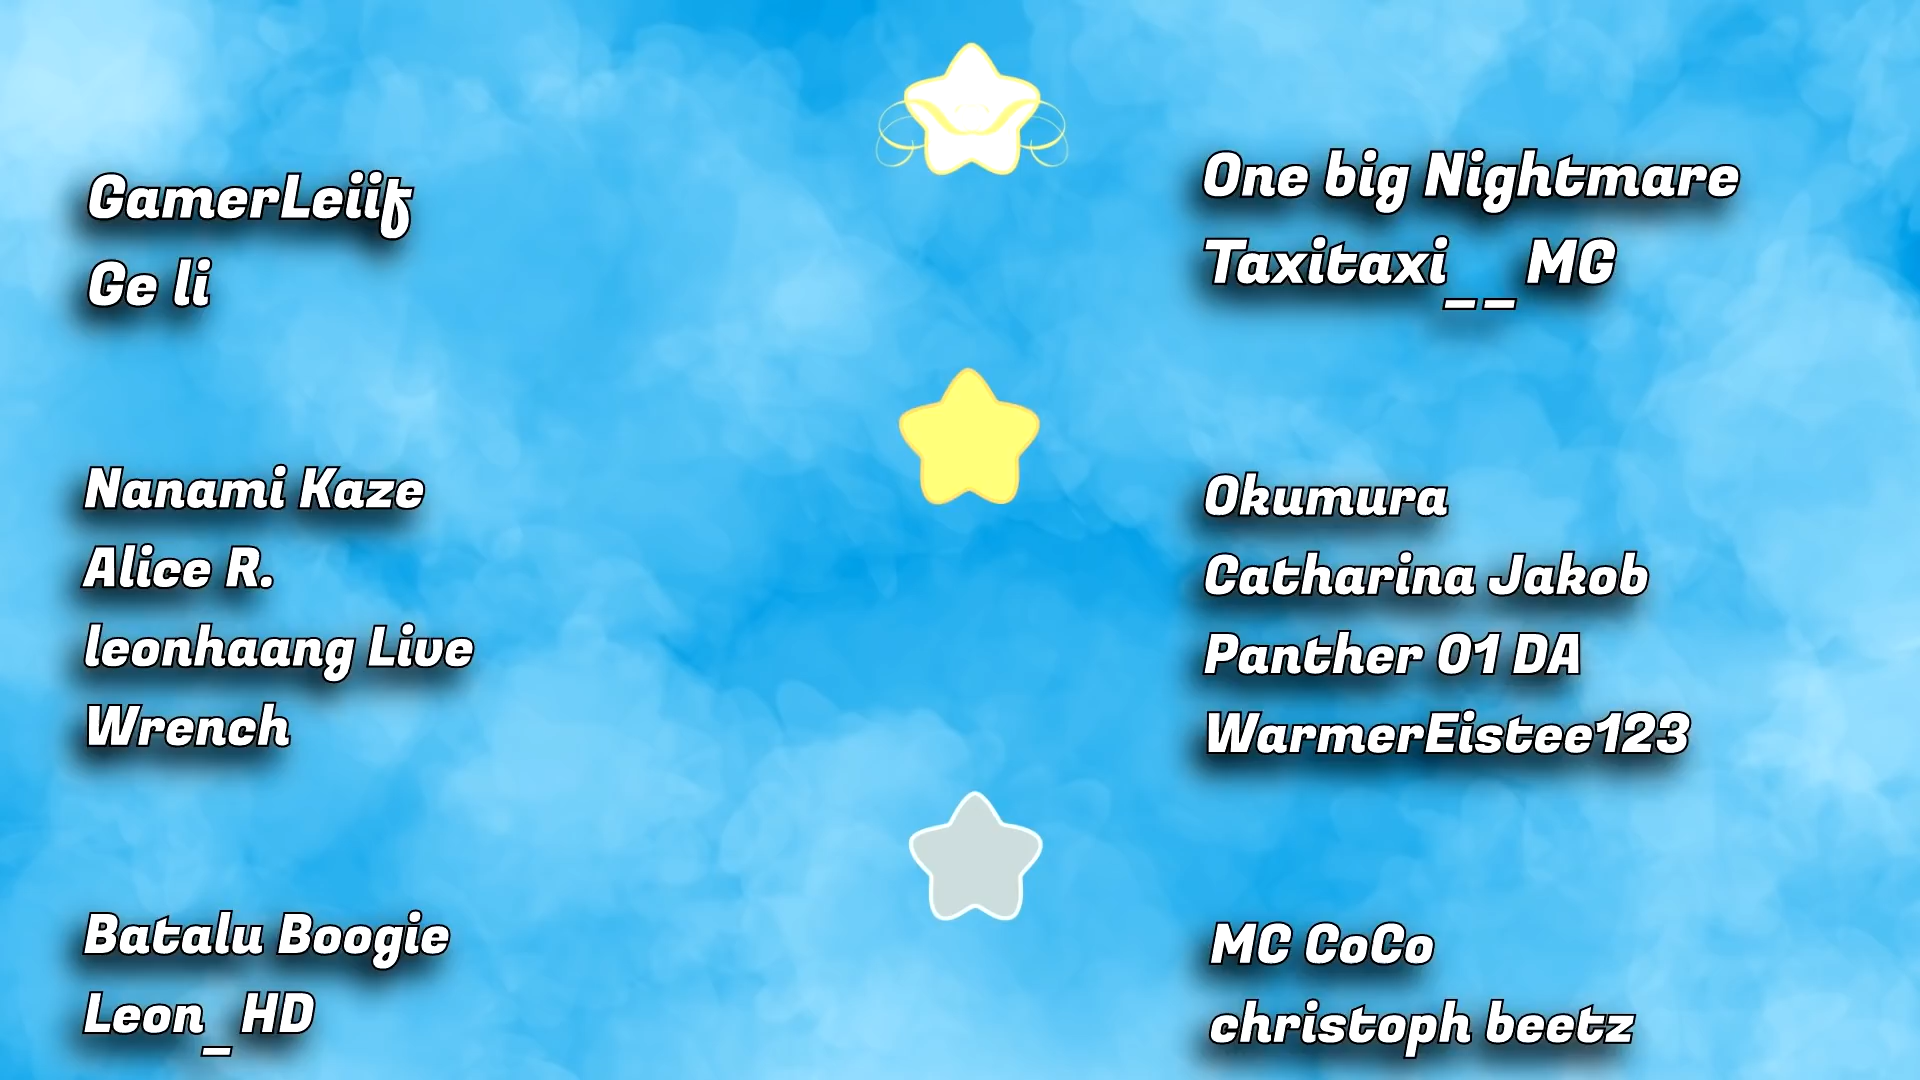 GamerLeiif
Ge li
One big Nightmare
Taxitaxi__MG
Nanami Kaze
Alice R.
leonhaang Live
Wrench
Okumura
Catharina Jakob
Panther 01 DA
WarmerEistee123
Batalu Boogie
Leon_HD
MC CoCo
christoph beetz